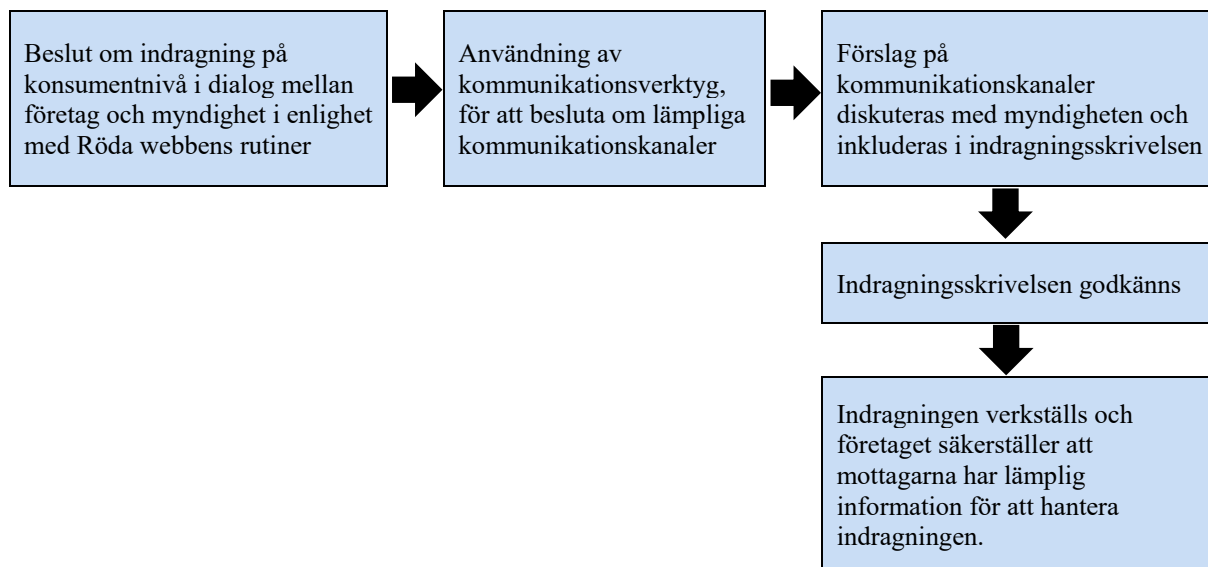 Beslut om indragning på
konsumentnivå i dialog mellan
företag och myndighet i enlighet
med Röda webbens rutiner
Användning av
kommunikationsverktyg,
för att besluta om lämpliga
kommunikationskanaler
Förslag på
kommunikationskanaler
diskuteras med myndigheten och
inkluderas i indragningsskrivelsen
Indragningsskrivelsen godkänns
Indragningen verkställs och
företaget säkerställer att
mottagarna har lämplig
information för att hantera
indragningen.